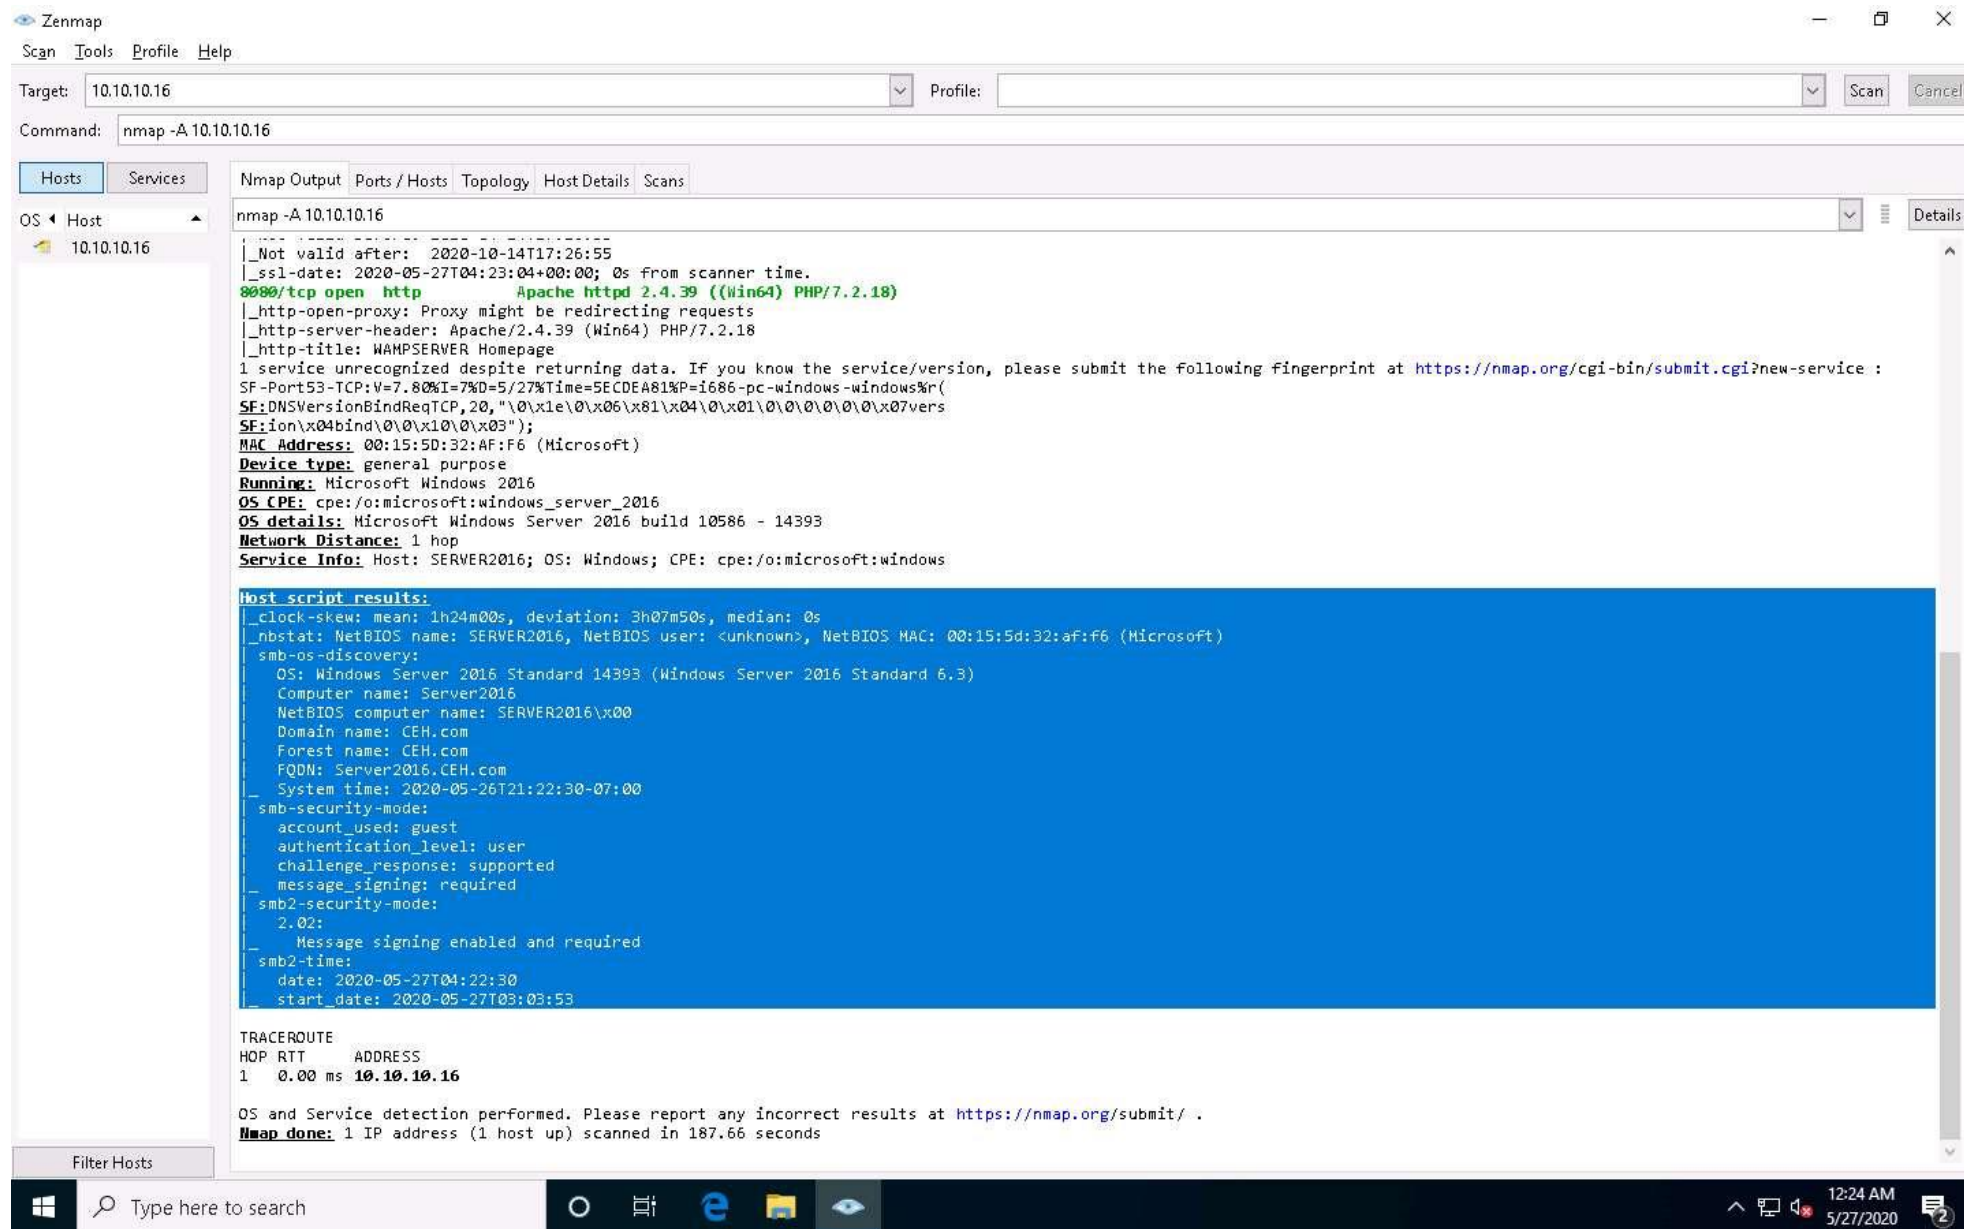 Zenmap
Scan Tools Profile Help
Target: 10.10.10.16 Profile: Scan Cancel
Command: nmap -A 10.10.10.16
Hosts Services Nmap Output Ports / Hosts Topology Host Details Scans
OS Host nmap -A 10.10.10.16 Details
10.10.10.16
|_Not valid after:  2020-10-14T17:26:55
|_ssl-date: 2020-05-27T04:23:04+00:00; 0s from scanner time.
8080/tcp open  http          Apache httpd 2.4.39 ((Win64) PHP/7.2.18)
|_http-open-proxy: Proxy might be redirecting requests
|_http-server-header: Apache/2.4.39 (Win64) PHP/7.2.18
|_http-title: WAMPSERVER Homepage
1 service unrecognized despite returning data. If you know the service/version, please submit the following fingerprint at https://nmap.org/cgi-bin/submit.cgi?new-service :
SF-Port53-TCP:V=7.80%I=7%D=5/27%Time=5ECDEA81%P=i686-pc-windows-windows%r(
SF:DNSVersionBindReqTCP,20,"\0\x1e\0\x06\x81\x04\0\x01\0\0\0\0\0\0\x07vers
SF:ion\x04bind\0\0\x10\0\x03");
MAC Address: 00:15:5D:32:AF:F6 (Microsoft)
Device type: general purpose
Running: Microsoft Windows 2016
OS CPE: cpe:/o:microsoft:windows_server_2016
OS details: Microsoft Windows Server 2016 build 10586 - 14393
Network Distance: 1 hop
Service Info: Host: SERVER2016; OS: Windows; CPE: cpe:/o:microsoft:windows
Host script results:
|_clock-skew: mean: 1h24m00s, deviation: 3h07m50s, median: 0s
|_nbstat: NetBIOS name: SERVER2016, NetBIOS user: <unknown>, NetBIOS MAC: 00:15:5d:32:af:f6 (Microsoft)
| smb-os-discovery:
|   OS: Windows Server 2016 Standard 14393 (Windows Server 2016 Standard 6.3)
|   Computer name: Server2016
|   NetBIOS computer name: SERVER2016\x00
|   Domain name: CEH.com
|   Forest name: CEH.com
|   FQDN: Server2016.CEH.com
|_  System time: 2020-05-26T21:22:30-07:00
| smb-security-mode:
|   account_used: guest
|   authentication_level: user
|   challenge_response: supported
|_  message_signing: required
| smb2-security-mode:
|   2.02:
|_    Message signing enabled and required
| smb2-time:
|   date: 2020-05-27T04:22:30
|_  start_date: 2020-05-27T03:03:53
TRACEROUTE
HOP RTT     ADDRESS
1   0.00 ms 10.10.10.16
OS and Service detection performed. Please report any incorrect results at https://nmap.org/submit/ .
Nmap done: 1 IP address (1 host up) scanned in 187.66 seconds
Filter Hosts
Type here to search
12:24 AM
5/27/2020
2